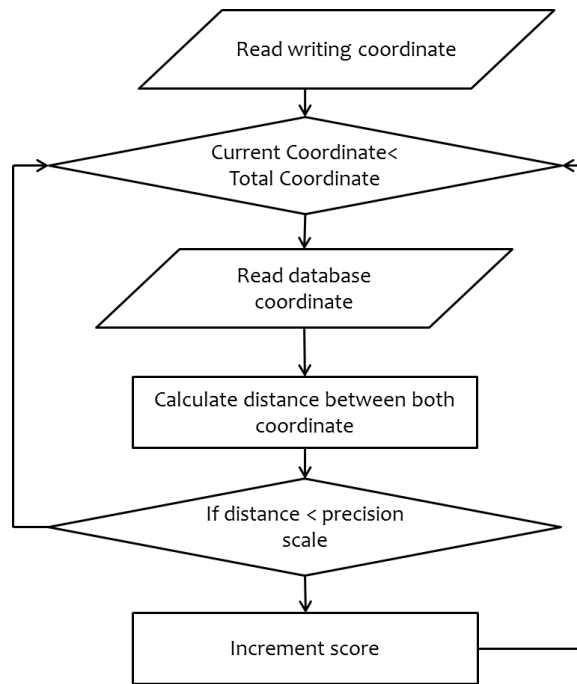 Read writing coordinate
Current Coordinate<
Total Coordinate
Read database
coordinate
Calculate distance between both
coordinate
If distance < precision
scale
Increment score